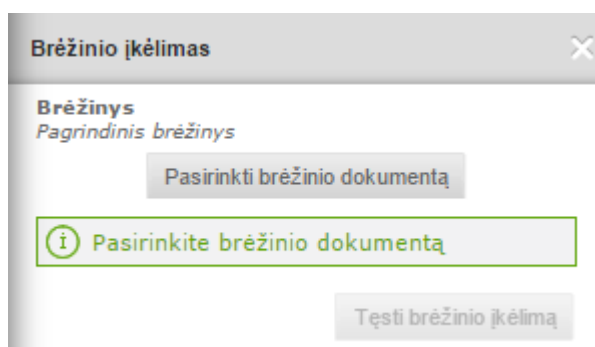 Brėžinio įkėlimas
Brėžinys
Pagrindinis brėžinys
Pasirinkti brėžinio dokumentą
Pasirinkite brėžinio dokumentą
Tęsti brėžinio įkėlimą